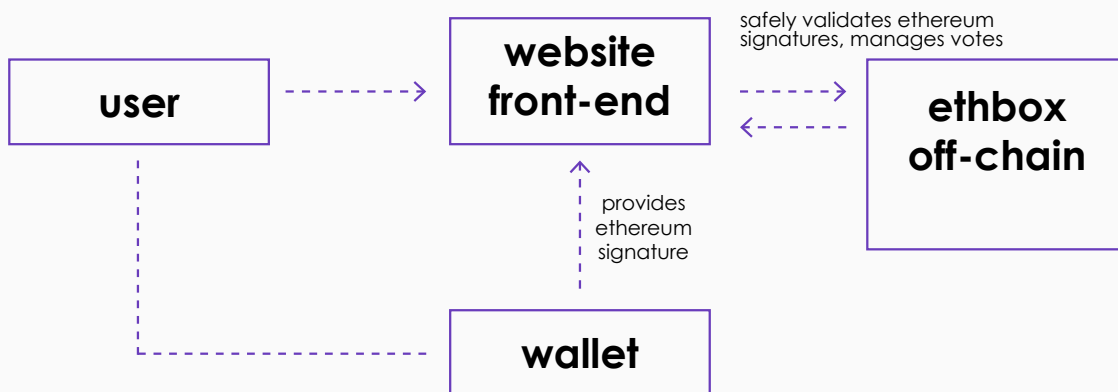 safely validates ethereum
signatures, manages votes
user
website
front-end
ethbox
off-chain
provides
ethereum
signature
wallet